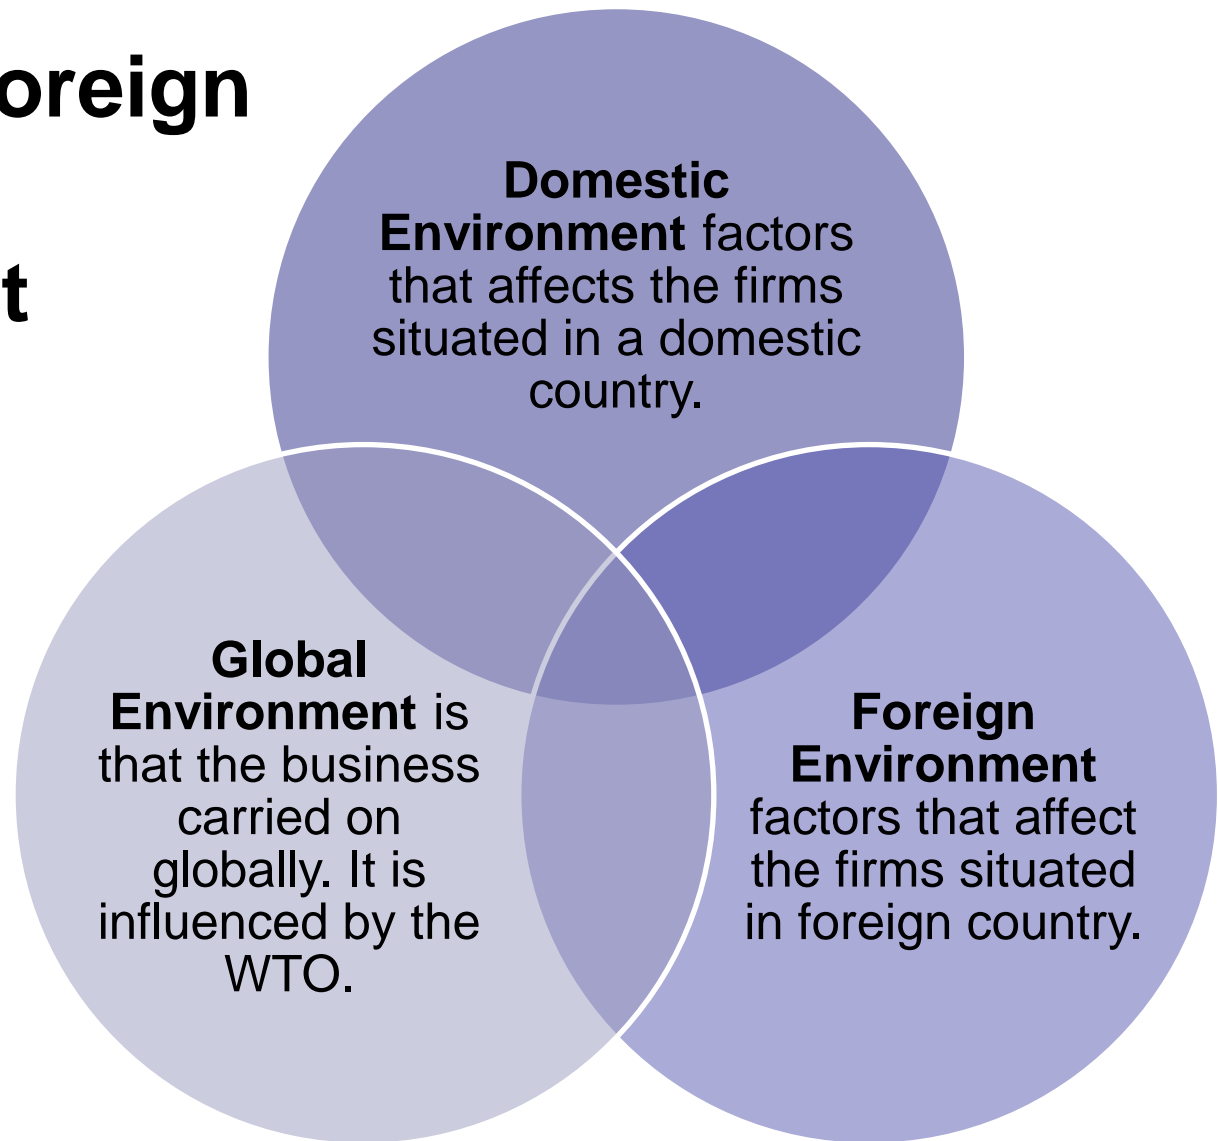 oreign
t
Domestic
Environment factors
that affects the firms
situated in a domestic
country.
Global
Environment is
that the business
carried on
globally. It is
influenced by the
WTO.
Foreign
Environment
factors that affect
the firms situated
in foreign country.